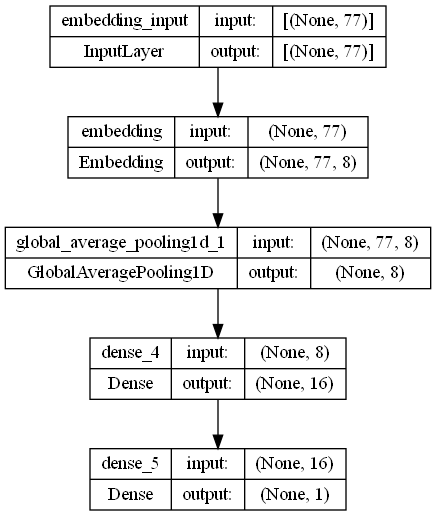 embedding_input input: [(None, 77)]
InputLayer output: [(None, 77)]
embedding input: (None, 77)
Embedding output: (None, 77, 8)
global_average_pooling1d_1 input: (None, 77, 8)
GlobalAveragePooling1D output: (None, 8)
dense_4 input: (None, 8)
Dense output: (None, 16)
dense_5 input: (None, 16)
Dense output: (None, 1)